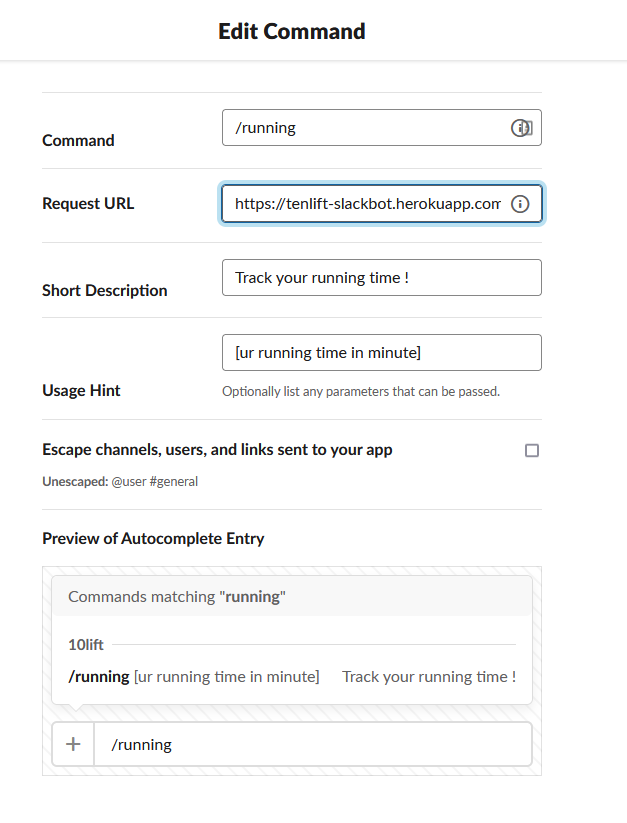 Edit Command
Command
/running
Request URL
https://tenlift-slackbot.herokuapp.com
Short Description
Track your running time !
[ur running time in minute]
Usage Hint
Optionally list any parameters that can be passed.
Escape channels, users, and links sent to your app
Unescaped: @user #general
Preview of Autocomplete Entry
Commands matching "running"
10lift
/running [ur running time in minute] Track your running time !
+ /running